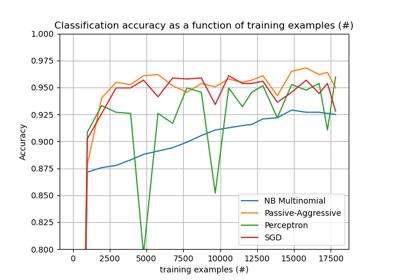 Classification accuracy as a function of training examples (#)
1.000
0.975
0.950
0.925
0.900
0.875
0.850
0.825
0.800
Accuracy
NB Multinomial
Passive-Aggressive
Perceptron
SGD
0 2500 5000 7500 10000 12500 15000 17500
training examples (#)